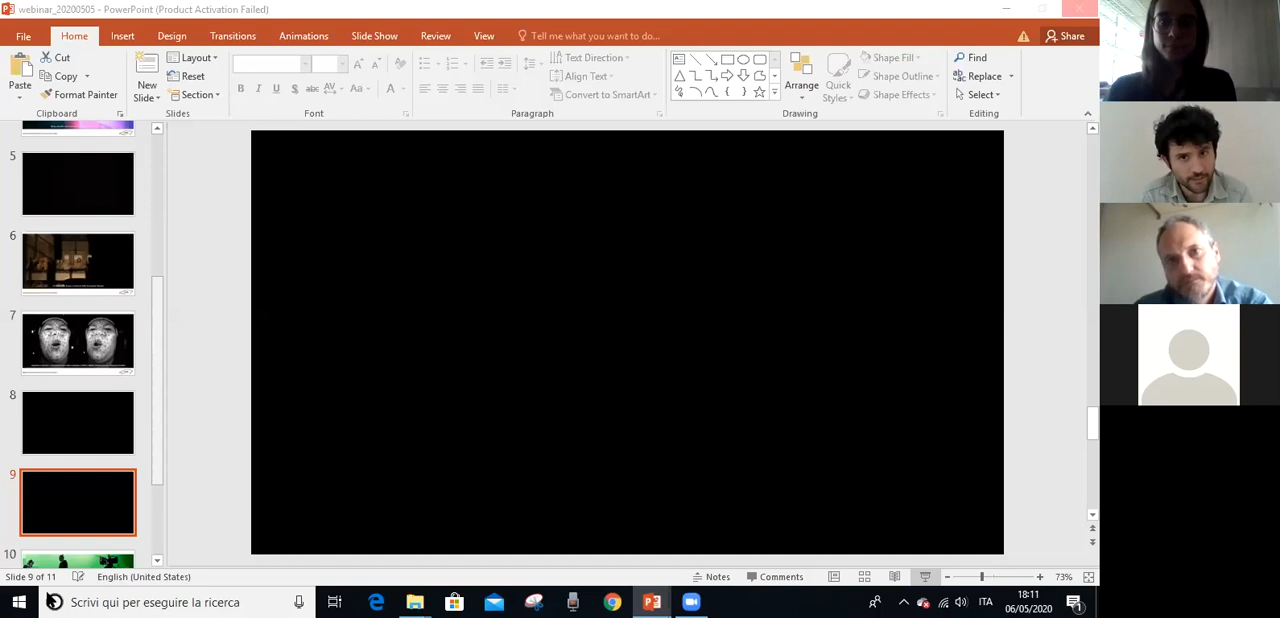 webinar_20200505 - PowerPoint (Product Activation Failed)
File Home Insert Design Transitions Animations Slide Show Review View Tell me what you want to do... Share
Paste
Cut
Copy
Format Painter
Clipboard
New
Slide
Layout
Reset
Section
Slides
B I U S abc AV Aa A
Font
Text Direction
Align Text
Convert to SmartArt
Paragraph
Arrange
Quick
Styles
Shape Fill
Shape Outline
Shape Effects
Drawing
Find
Replace
Select
Editing
5
6
7
8
9
10
Slide 9 of 11 English (United States) Notes Comments 73%
Scrivi qui per eseguire la ricerca
ITA
18:11
06/05/2020
1